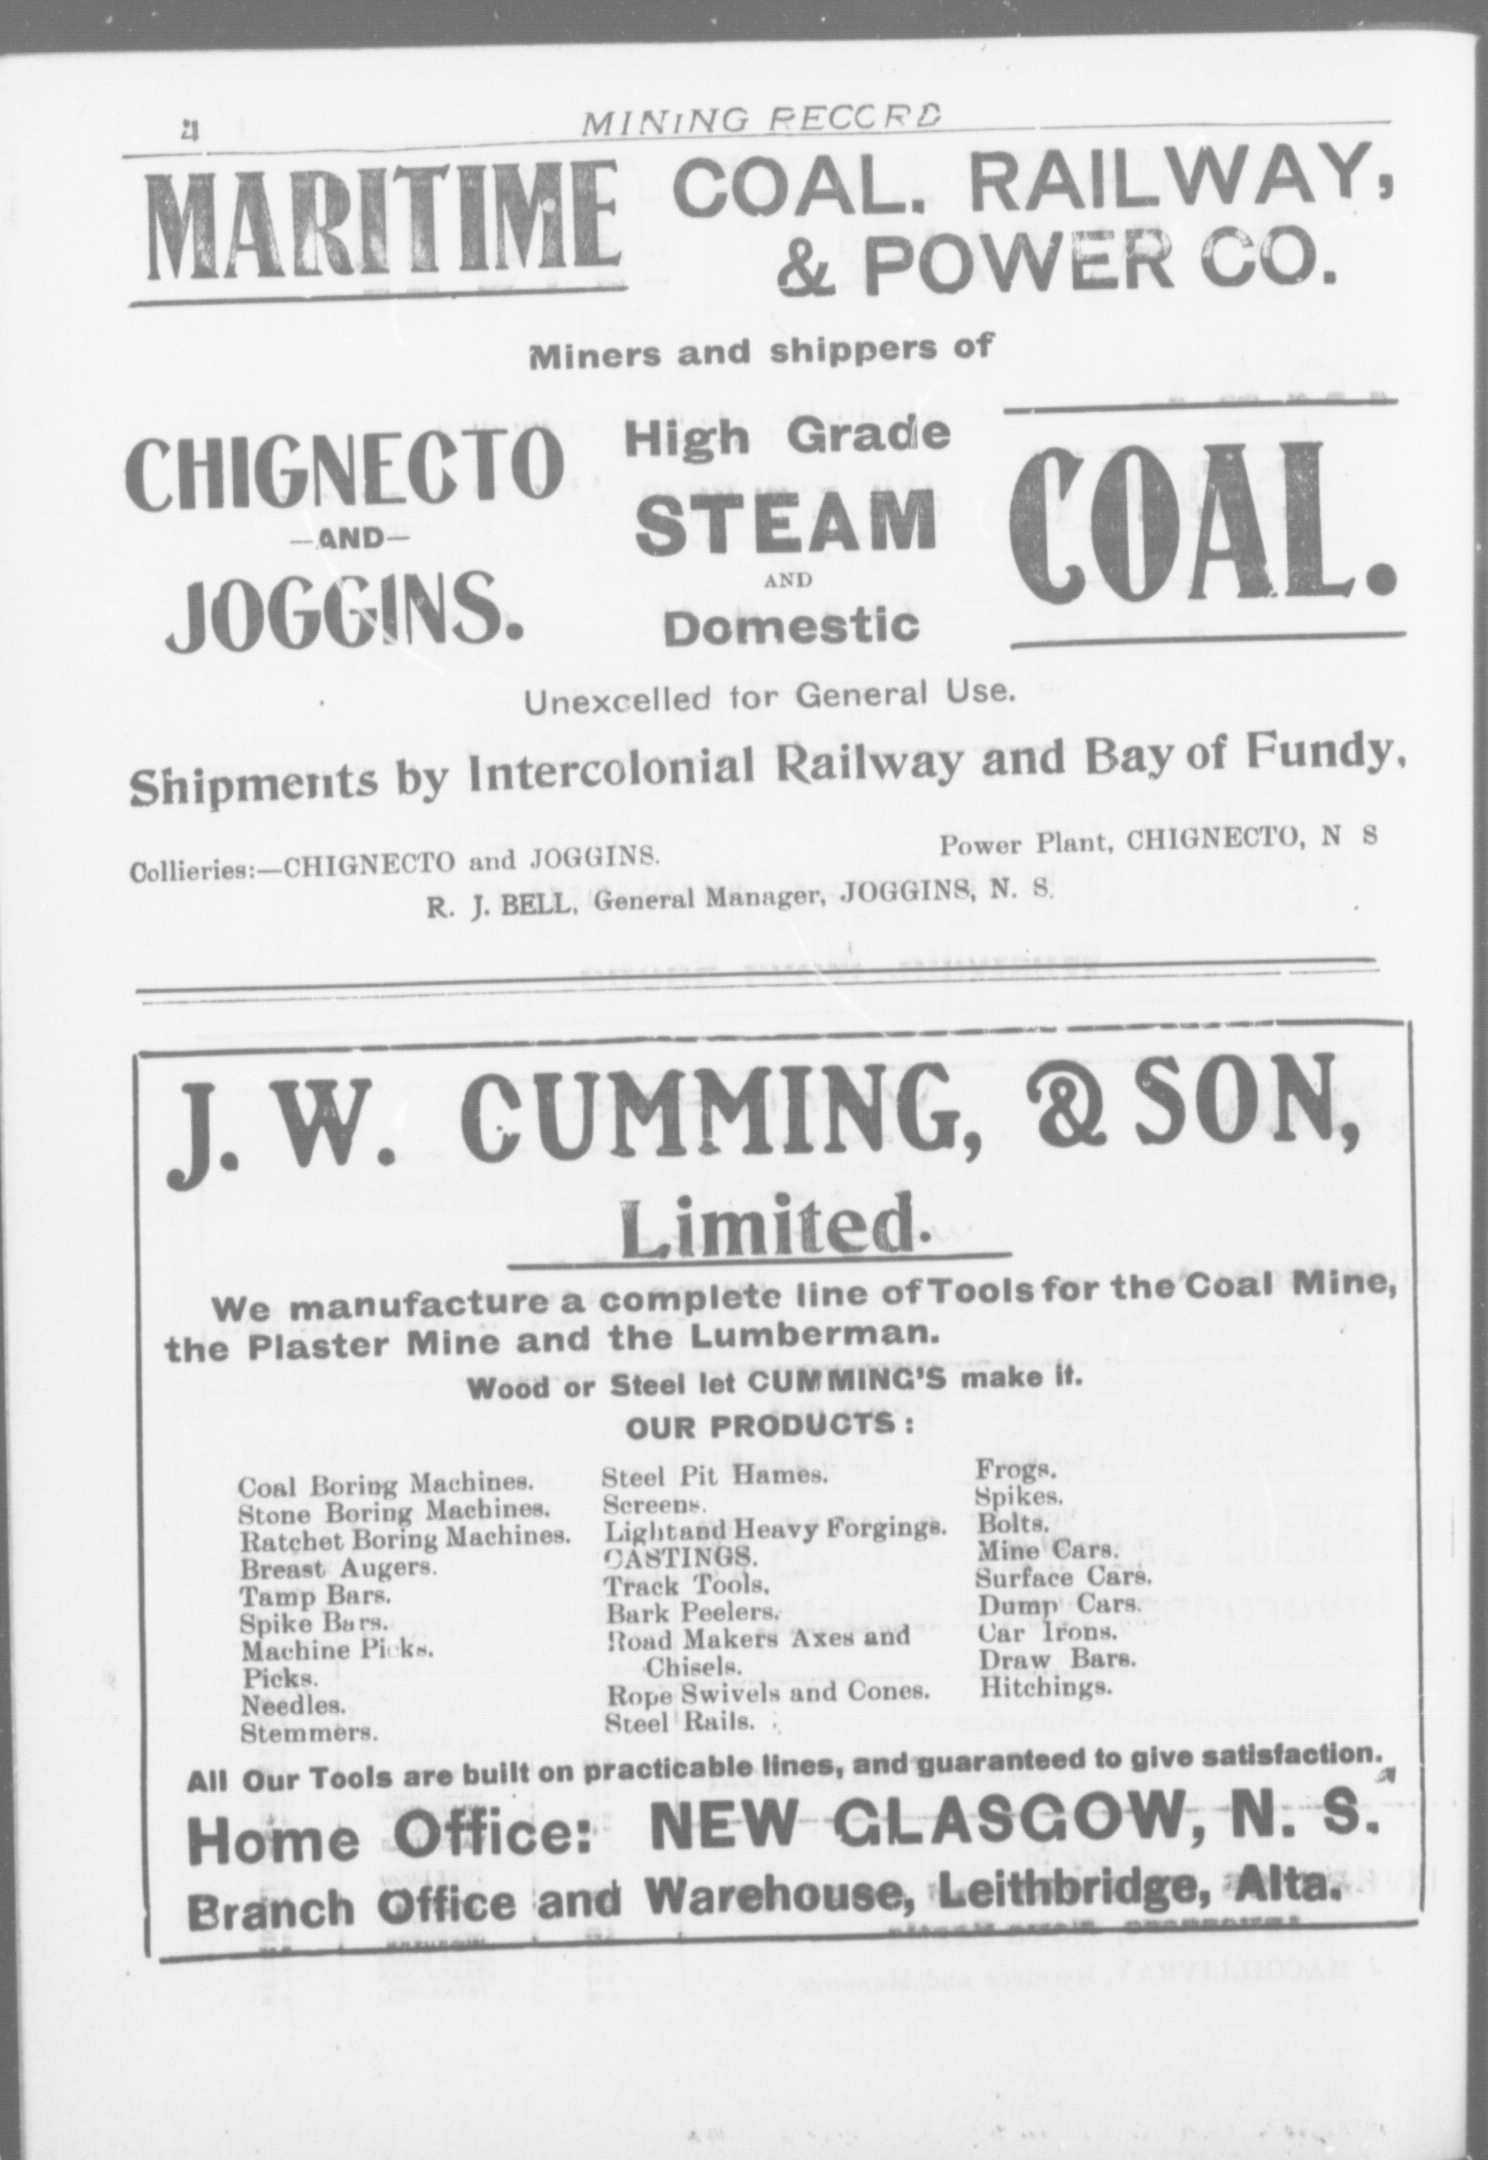 4
MINING RECORD
MARITIME COAL. RAILWAY,
& POWER CO.
Miners and shippers of
CHIGNECTO
—AND—
JOGGINS.
High Grade
STEAM
AND
Domestic
COAL.
Unexcelled for General Use.
Shipments by Intercolonial Railway and Bay of Fundy,
Collieries:—CHIGNECTO and JOGGINS. Power Plant, CHIGNECTO, N S
R. J. BELL, General Manager, JOGGINS, N. S.
J. W. CUMMING, & SON,
Limited.
We manufacture a complete line of Tools for the Coal Mine,
the Plaster Mine and the Lumberman.
Wood or Steel let CUMMING'S make it.
OUR PRODUCTS:
Coal Boring Machines.
Stone Boring Machines.
Ratchet Boring Machines.
Breast Augers.
Tamp Bars.
Spike Bars.
Machine Picks.
Picks.
Needles.
Stemmers.
Steel Pit Hames.
Screens.
Light and Heavy Forgings.
CASTINGS.
Track Tools.
Bark Peelers.
Road Makers Axes and
Chisels.
Rope Swivels and Cones.
Steel Rails.
Frogs.
Spikes.
Bolts.
Mine Cars.
Surface Cars.
Dump Cars.
Car Irons.
Draw Bars.
Hitchings.
All Our Tools are built on practicable lines, and guaranteed to give satisfaction.
Home Office: NEW GLASGOW, N. S.
Branch Office and Warehouse, Leithbridge, Alta.